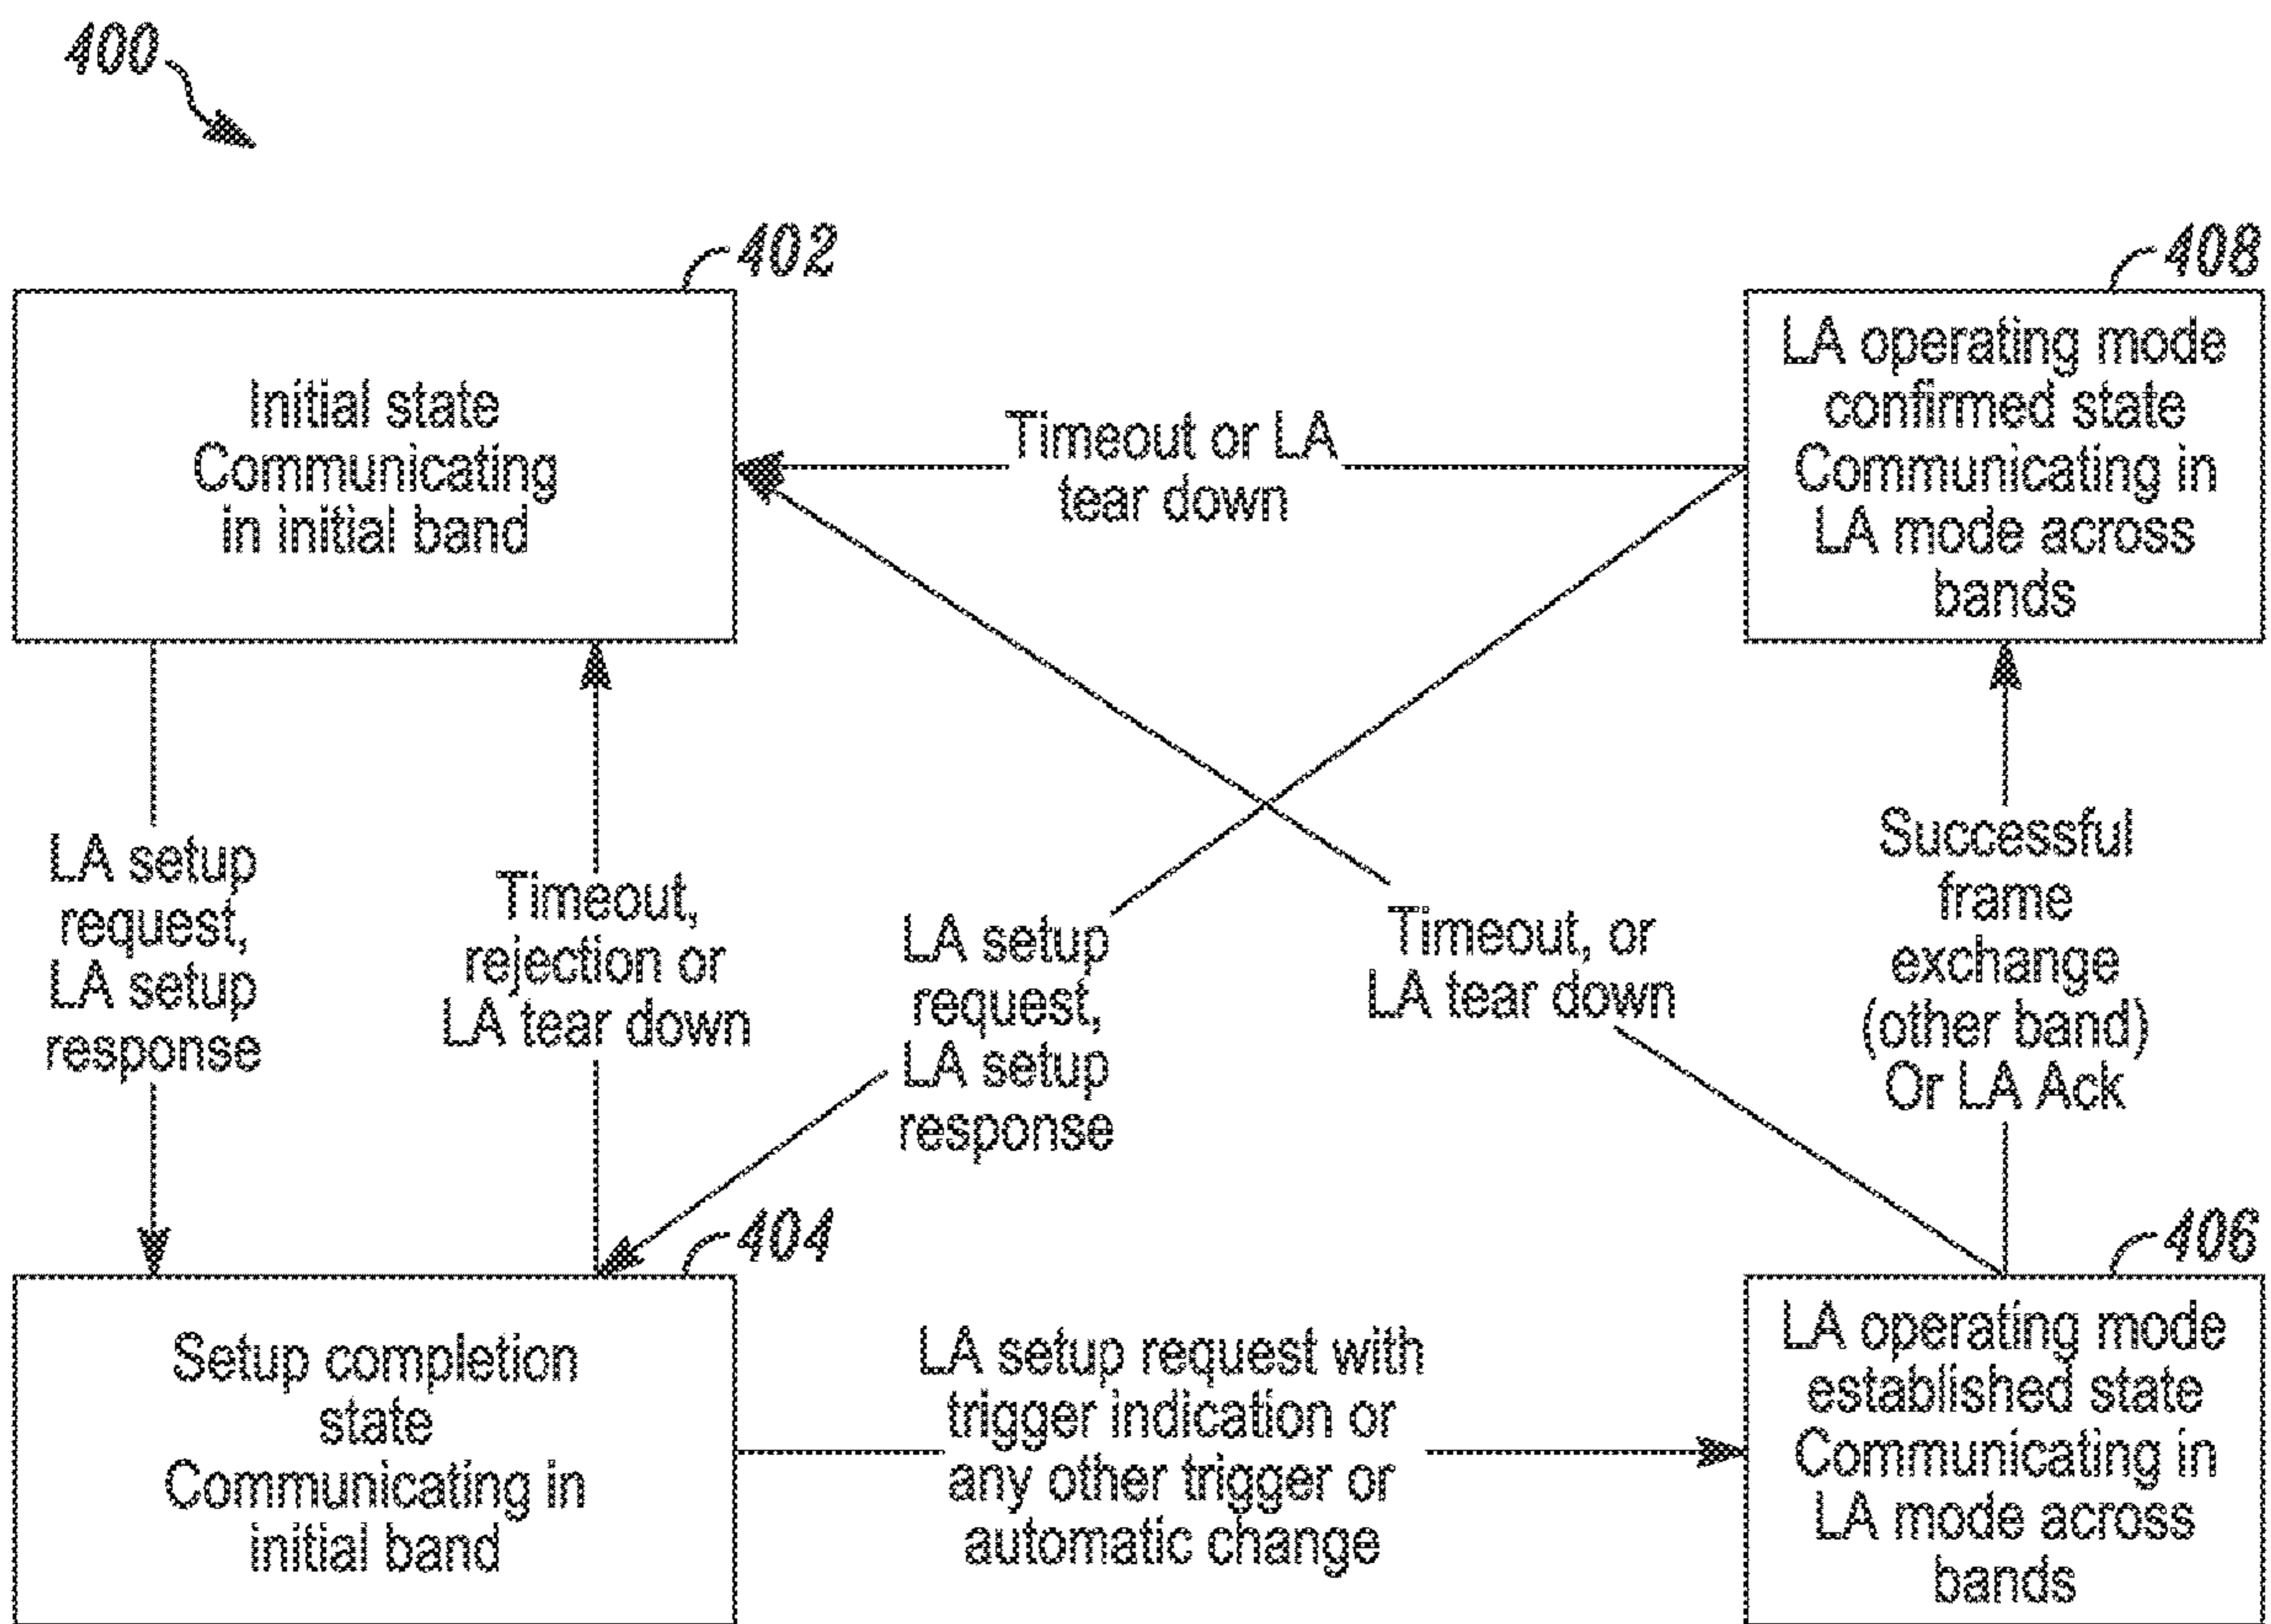 400
402
Initial state
Communicating
in initial band
408
LA operating mode
confirmed state
Communicating in
LA mode across
bands
Timeout or LA
tear down
LA setup
request,
LA setup
response
Timeout,
rejection or
LA tear down
LA setup
request,
LA setup
response
Timeout, or
LA tear down
Successful
frame
exchange
(other band)
Or LA Ack
404
Setup completion
state
Communicating in
initial band
LA setup request with
trigger indication or
any other trigger or
automatic change
406
LA operating mode
established state
Communicating in
LA mode across
bands